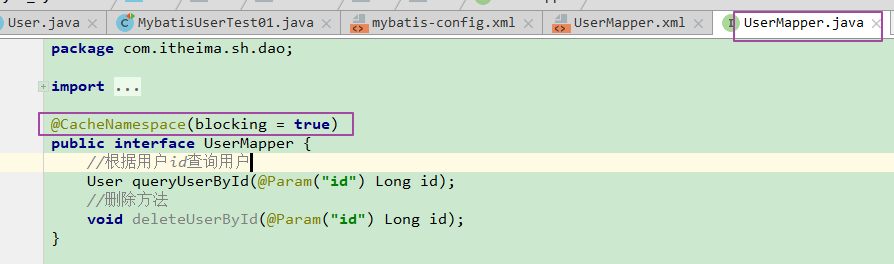 User.java × MybatisUserTest01.java × mybatis-config.xml × UserMapper.xml × UserMapper.java ×
package com.itheima.sh.dao;
import ...
@CacheNamespace(blocking = true)
public interface UserMapper {
//根据用户id查询用户
User queryUserById(@Param("id") Long id);
//删除方法
void deleteUserById(@Param("id") Long id);
}